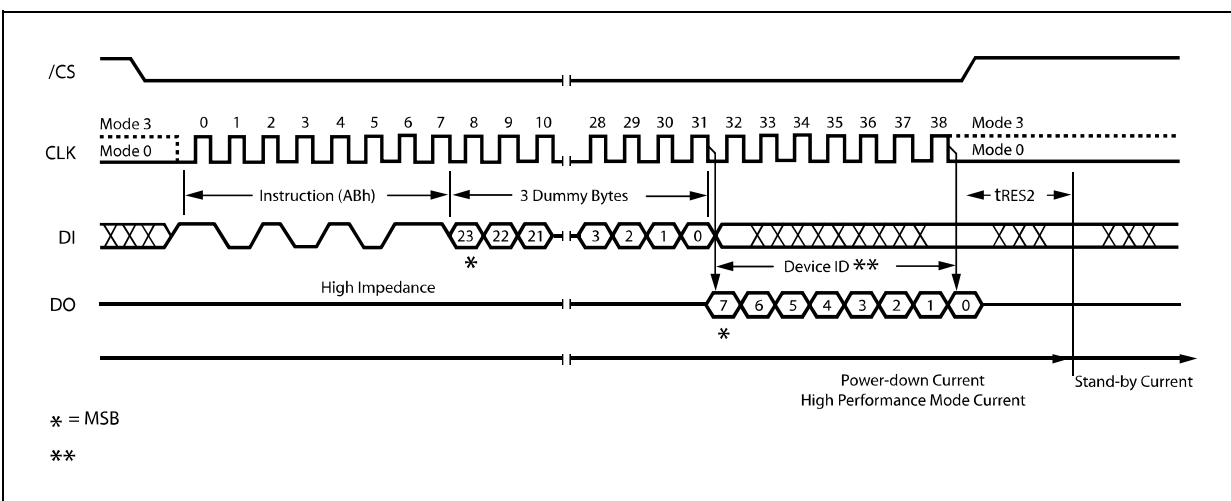 /CS
0 1 2 3 4 5 6 7 8 9 10 28 29 30 31 32 33 34 35 36 37 38
Mode 3
Mode 3
CLK
Mode 0
Mode 0
Instruction (ABh)
3 Dummy Bytes
tRES2
DI
23 22 21 3 2 1 0
*
Device ID **
High Impedance
DO
7 6 5 4 3 2 1 0
*
Power-down Current
Stand-by Current
High Performance Mode Current
* = MSB
**